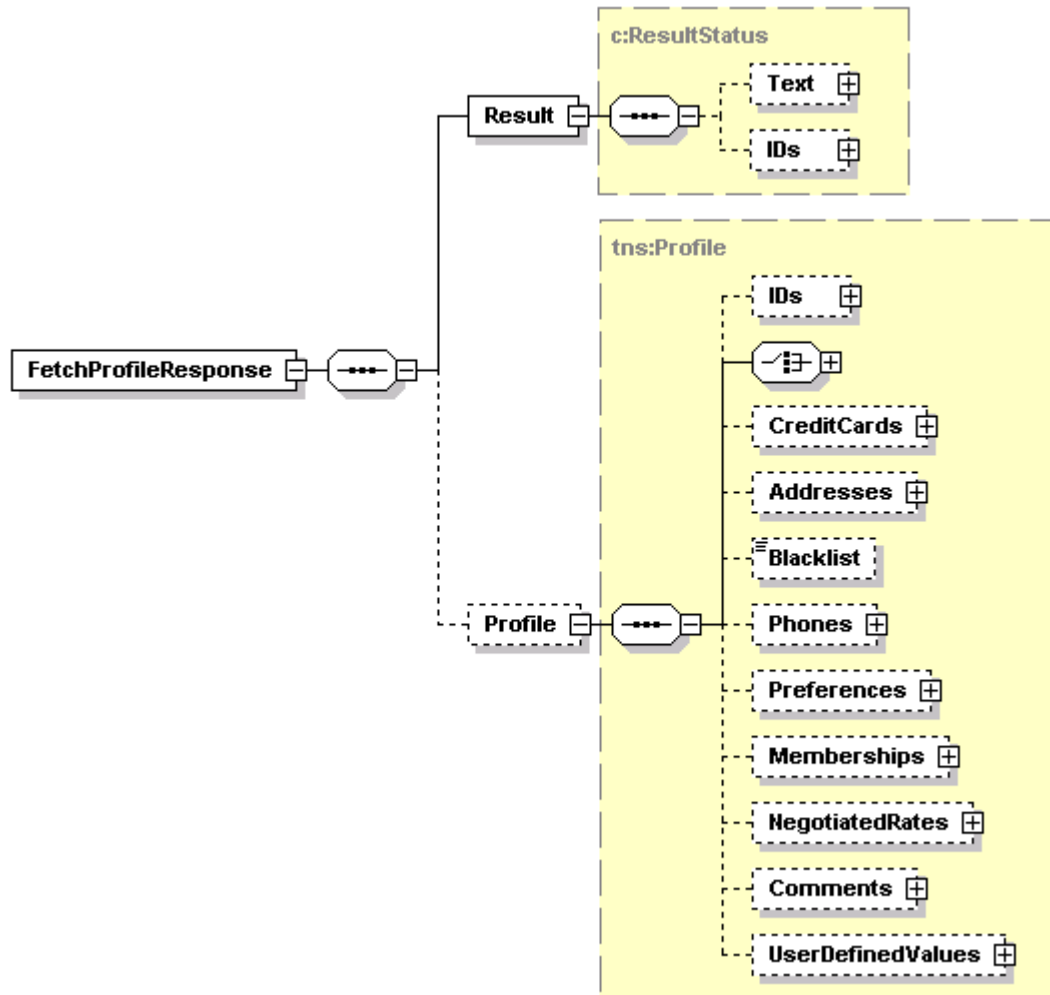 c:ResultStatus
Text
Result
IDs
tns:Profile
IDs
FetchProfileResponse
CreditCards
Addresses
Blacklist
Profile
Phones
Preferences
Memberships
NegotiatedRates
Comments
UserDefinedValues